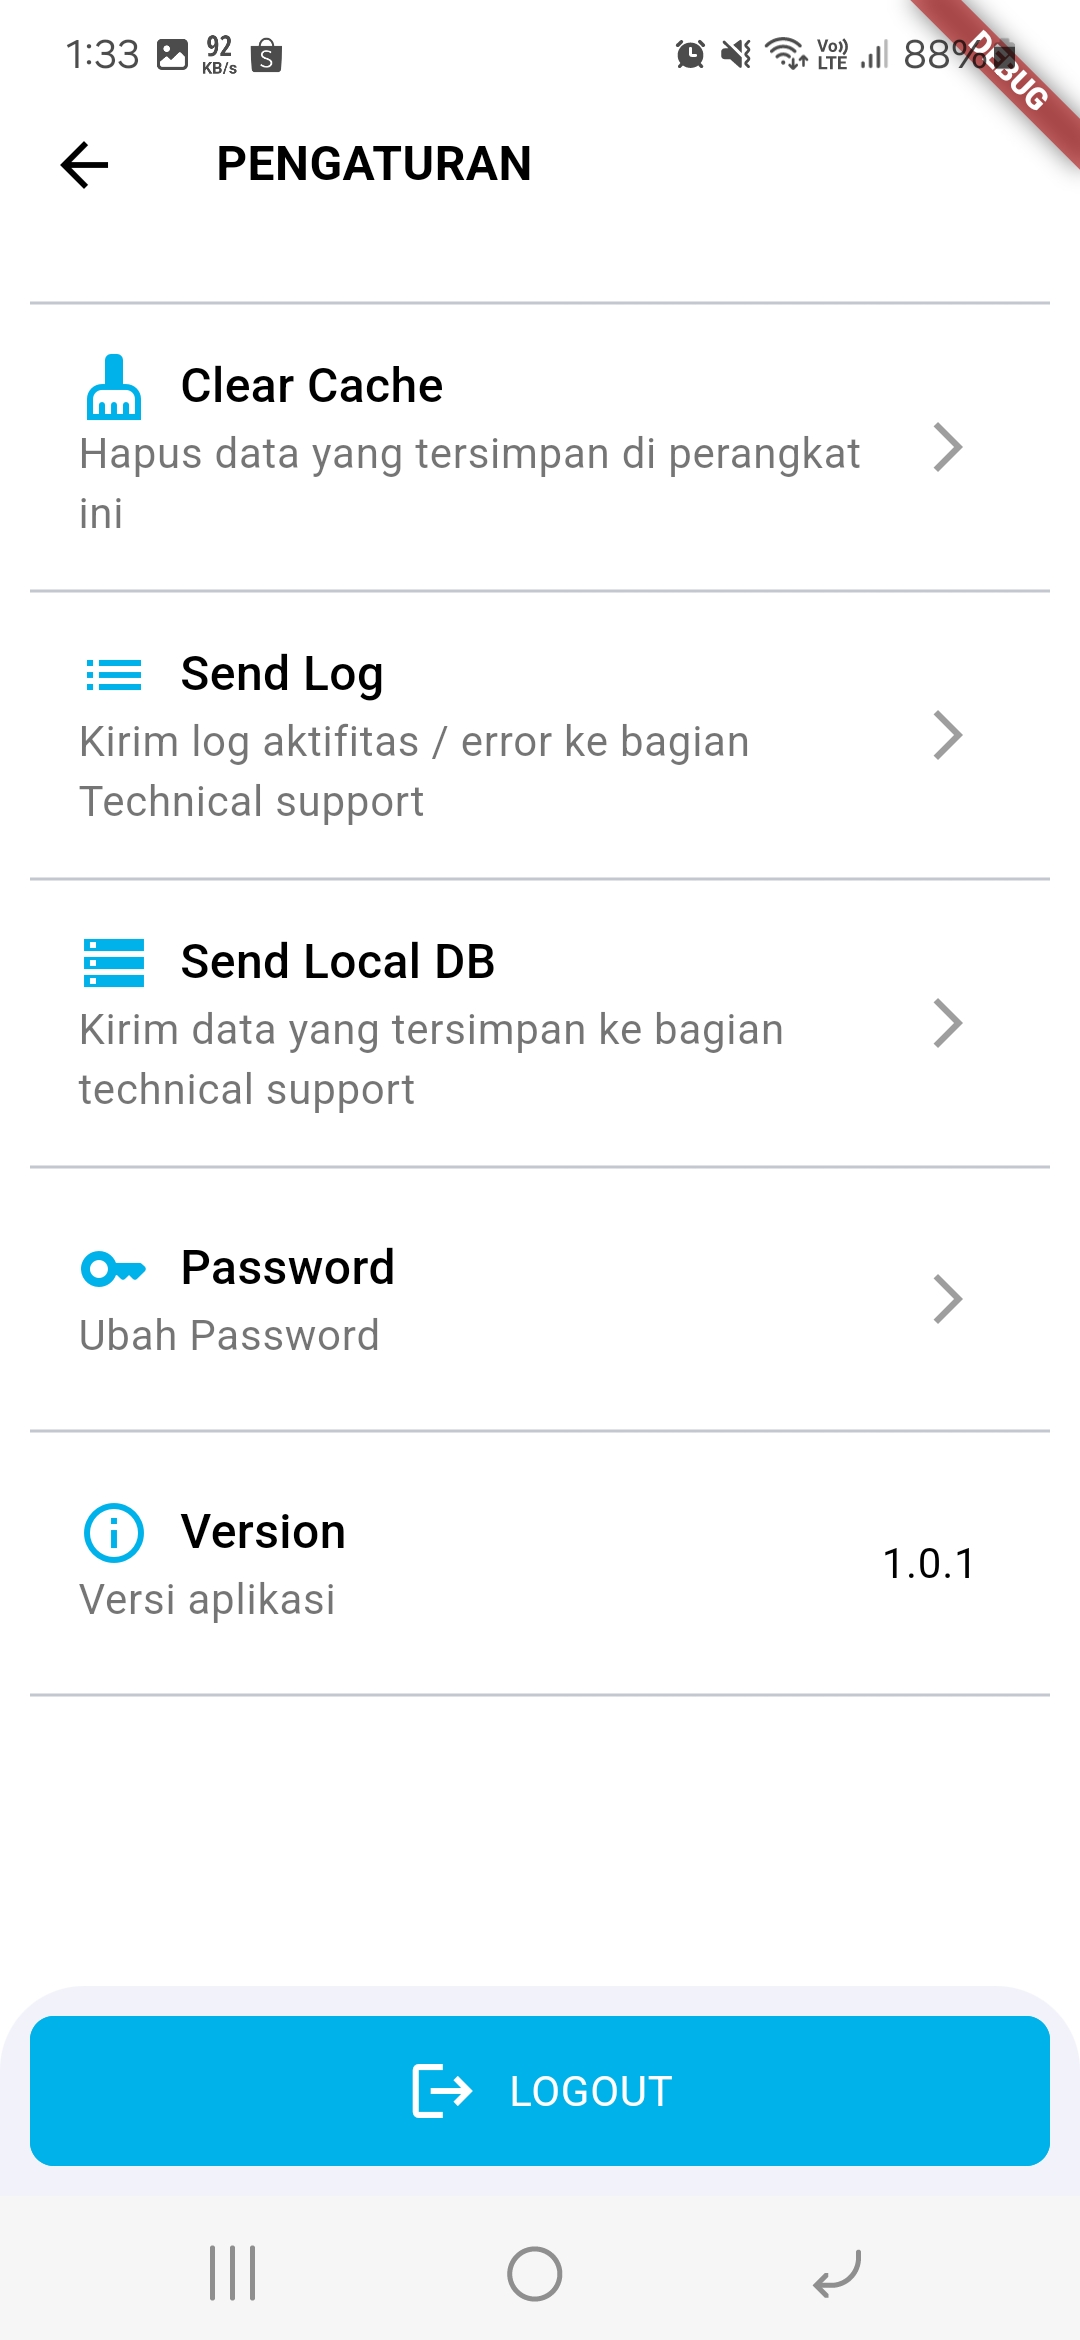 1:33 92 KB/s S Vo)) LTE 88%
DEBUG
PENGATURAN
Clear Cache
Hapus data yang tersimpan di perangkat
ini
Send Log
Kirim log aktifitas / error ke bagian
Technical support
Send Local DB
Kirim data yang tersimpan ke bagian
technical support
Password
Ubah Password
Version
Versi aplikasi
1.0.1
LOGOUT